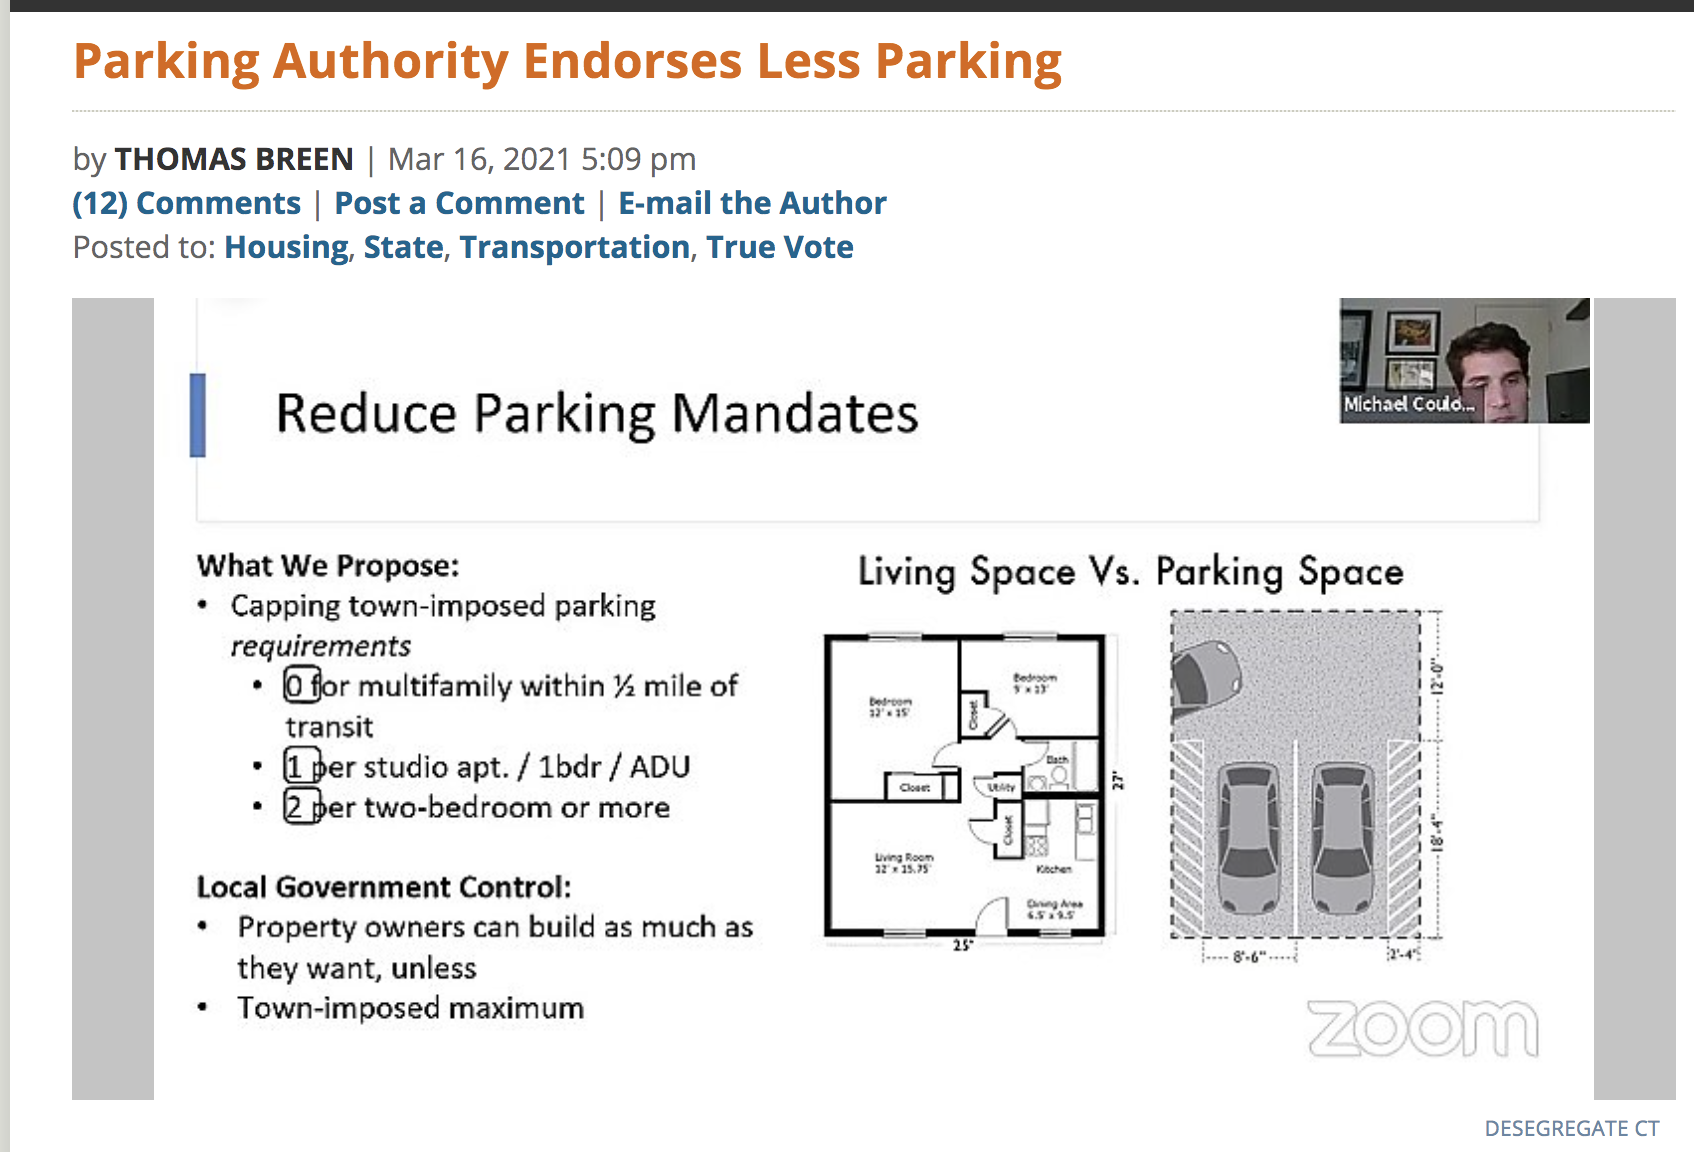 Parking Authority Endorses Less Parking
by THOMAS BREEN | Mar 16, 2021 5:09 pm
(12) Comments | Post a Comment | E-mail the Author
Posted to: Housing, State, Transportation, True Vote
Michael Coulo...
Reduce Parking Mandates
What We Propose:
• Capping town-imposed parking
requirements
• 0 for multifamily within ½ mile of
transit
• 1 per studio apt. / 1bdr / ADU
• 2 per two-bedroom or more
Local Government Control:
• Property owners can build as much as
they want, unless
• Town-imposed maximum
Living Space Vs. Parking Space
Bedroom
12' x 15'
Bedroom
9' x 13'
Closet
Bath
Closet
Utility
Closet
Living Room
12' x 15.75'
Kitchen
Dining Area
6.5' x 9.5'
25'
27'
12'-0"
18'-4"
8'-6"
2'-4"
zoom
DESEGREGATE CT